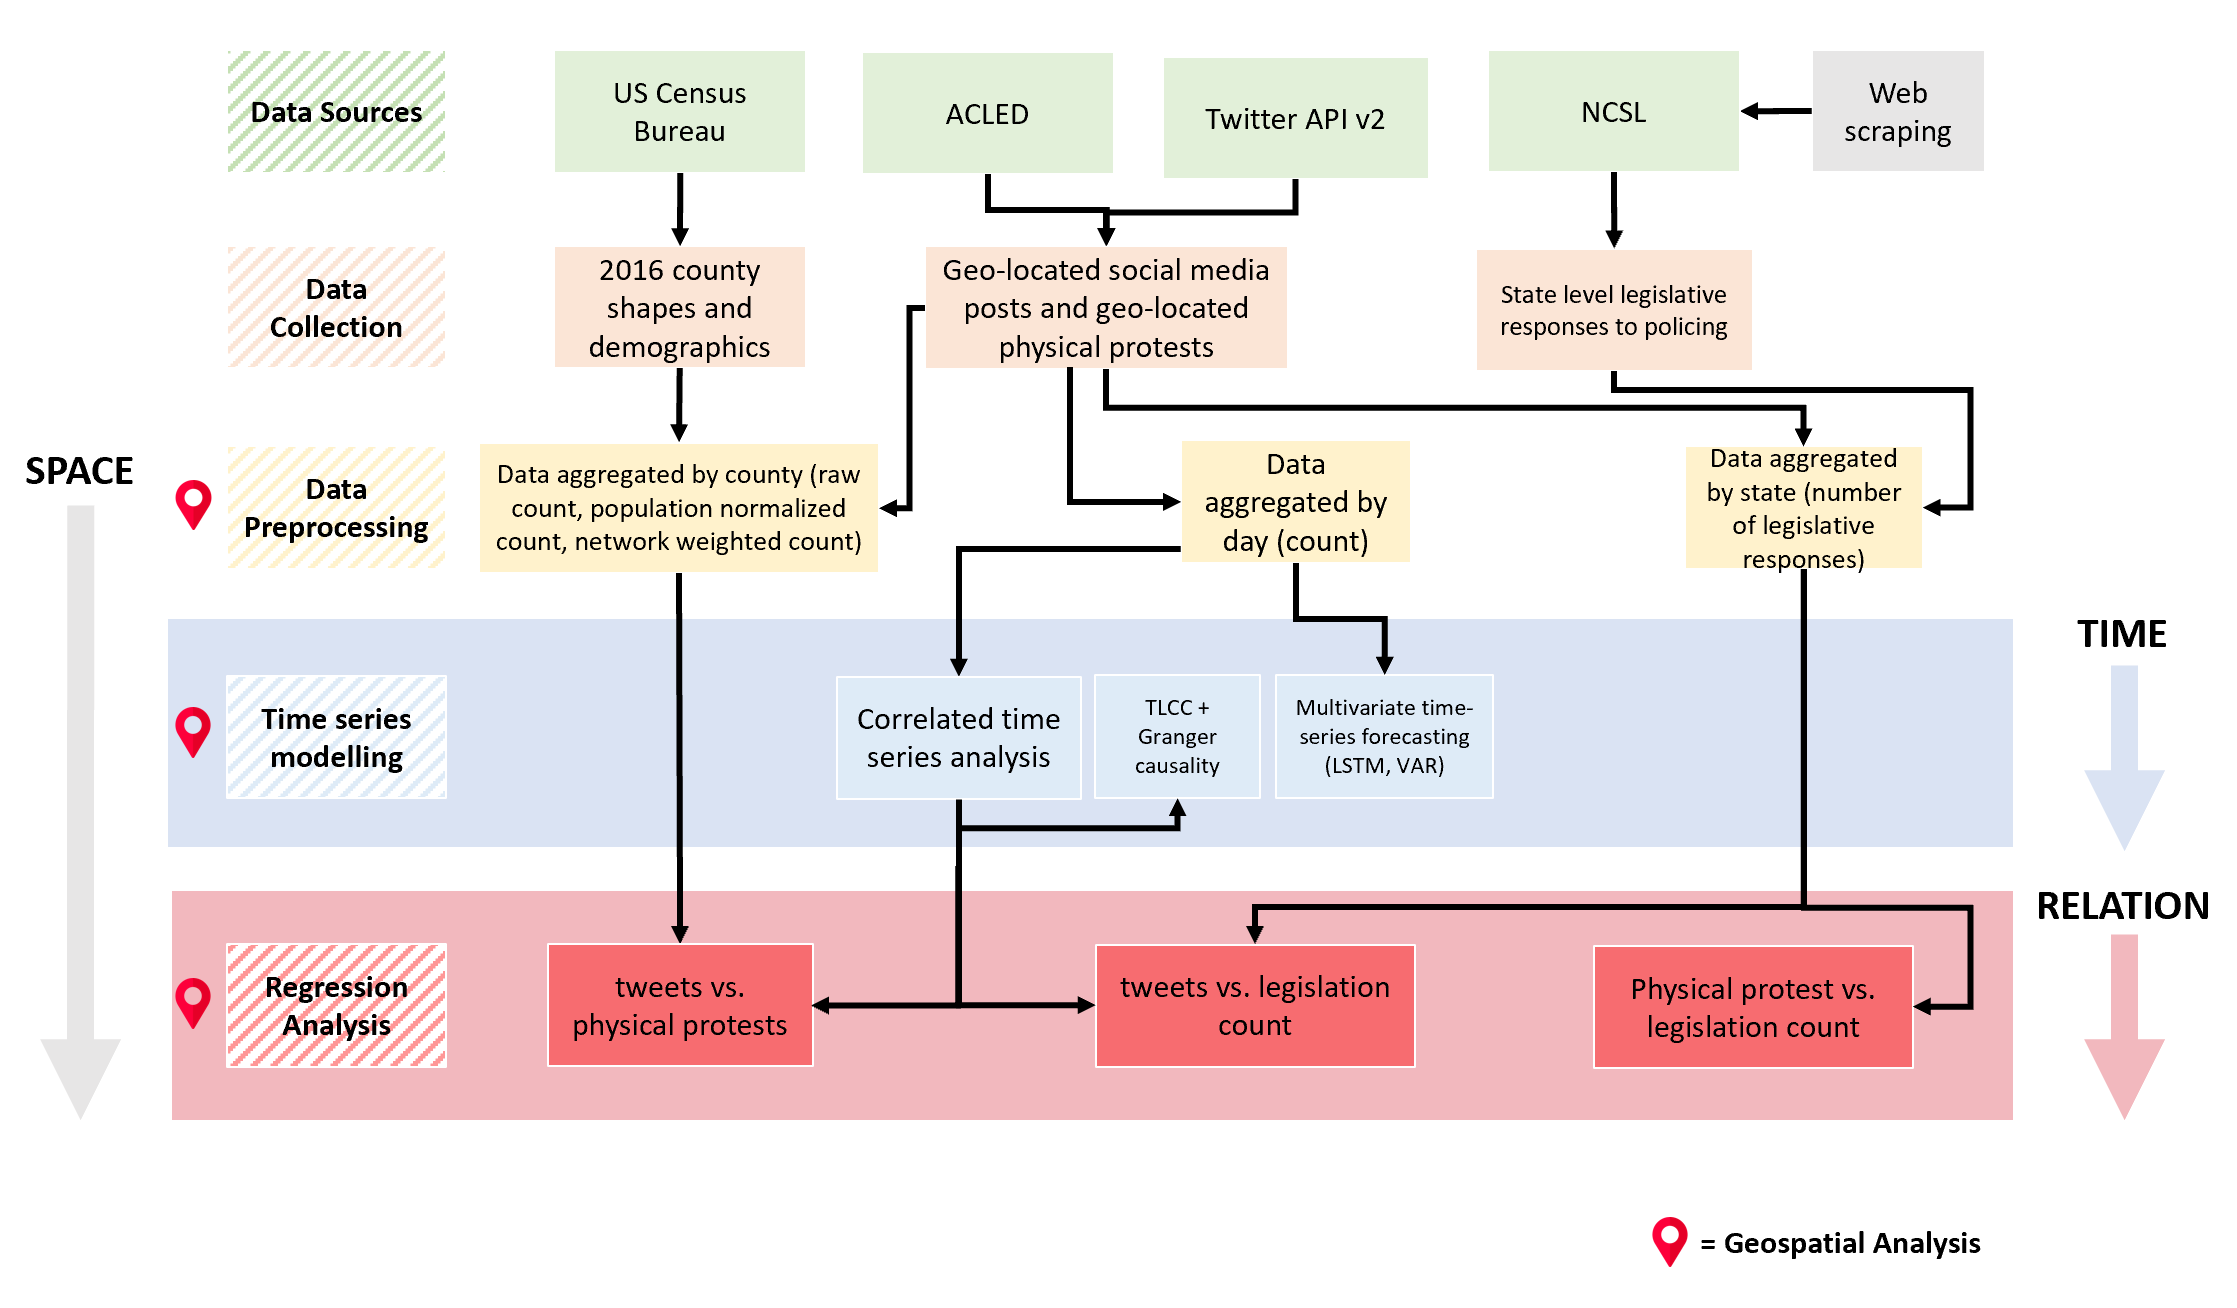 Data Sources
US Census
Bureau
ACLED
Twitter API v2
NCSL
Web
scraping
Data
Collection
2016 county
shapes and
demographics
Geo-located social media
posts and geo-located
physical protests
State level legislative
responses to policing
SPACE
Data
Preprocessing
Data aggregated by county (raw
count, population normalized
count, network weighted count)
Data
aggregated by
day (count)
Data aggregated
by state (number
of legislative
responses)
TIME
Time series
modelling
Correlated time
series analysis
TLCC +
Granger
causality
Multivariate time-
series forecasting
(LSTM, VAR)
RELATION
Regression
Analysis
tweets vs.
physical protests
tweets vs. legislation
count
Physical protest vs.
legislation count
= Geospatial Analysis